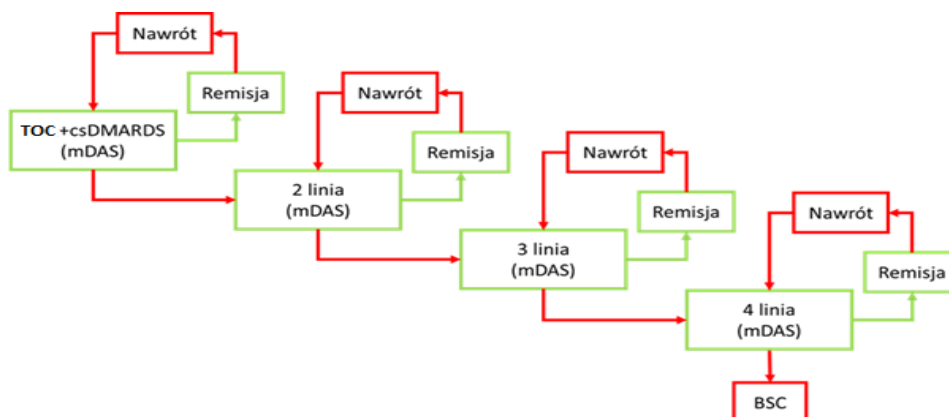 Nawrót
Remisja
TOC +csDMARDS
(mDAS)
Nawrót
Remisja
2 linia
(mDAS)
Nawrót
Remisja
3 linia
(mDAS)
Nawrót
Remisja
4 linia
(mDAS)
BSC